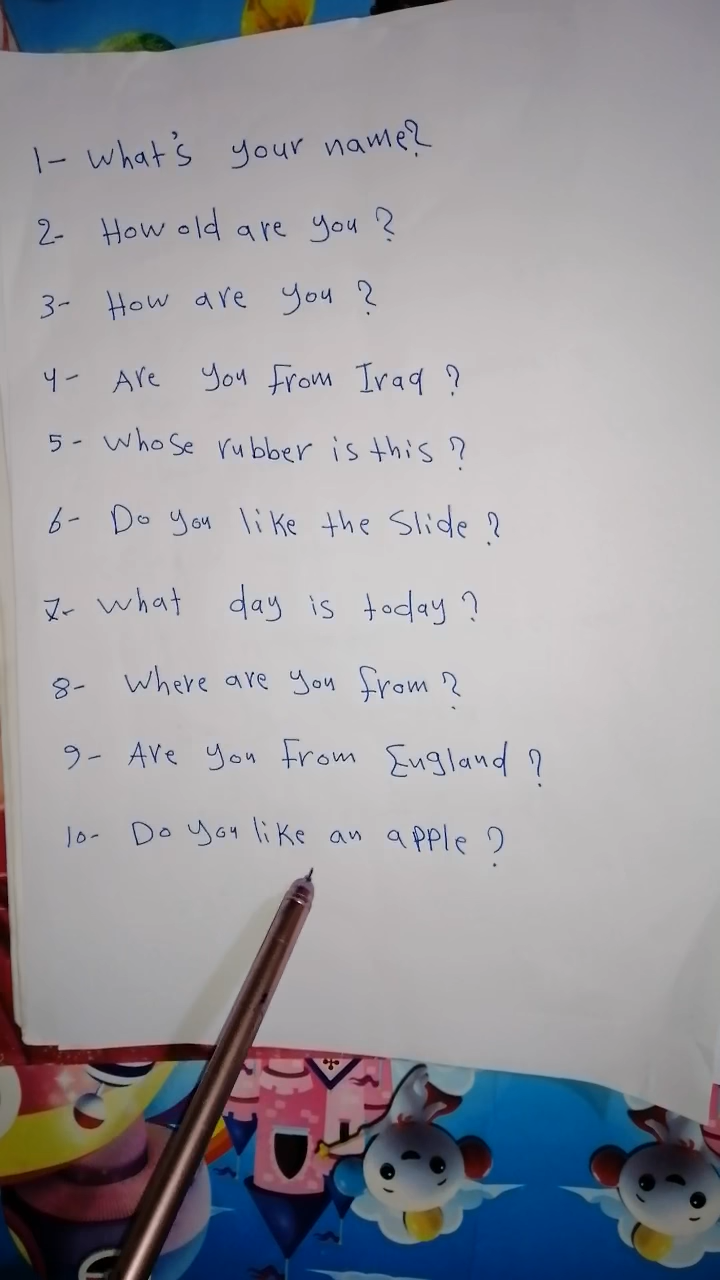 1- What's your name?
2- How old are you?
3- How are you?
4- Are you from Iraq?
5- Whose rubber is this?
6- Do you like the slide?
7- What day is today?
8- Where are you from?
9- Are you from England?
10- Do you like an apple?